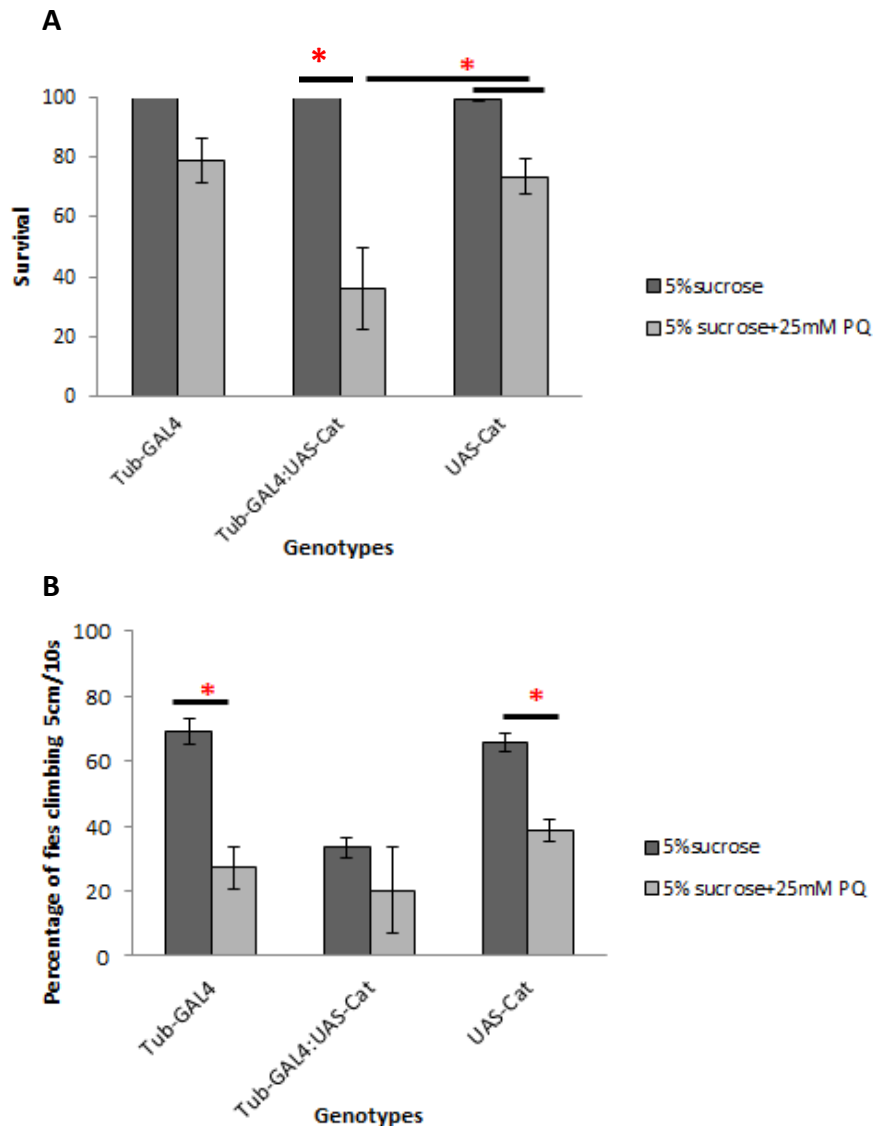 A
*
*
100
80
60
40
20
0
Survival
Tub-GAL4
Tub-GAL4:UAS-Cat
UAS-Cat
Genotypes
5%sucrose
5% sucrose+25mM PQ
B
100
80
60
40
20
0
Percentage of fies climbing 5cm/10s
*
*
Tub-GAL4
Tub-GAL4:UAS-Cat
UAS-Cat
Genotypes
5%sucrose
5% sucrose+25mM PQ